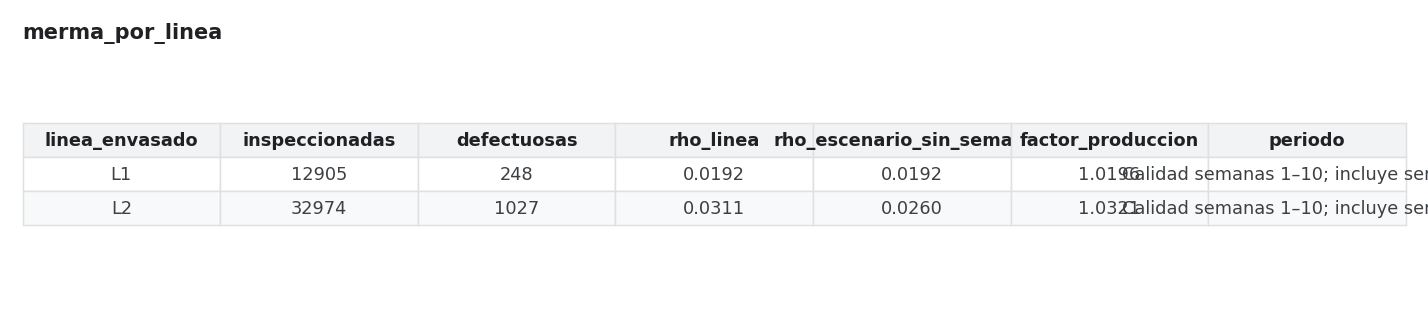 merma_por_linea
linea_envasado inspeccionadas defectuosas rho_linea rho_escenario_sin_sema factor_produccion periodo
L1 12905 248 0.0192 0.0192 1.0196 Calidad semanas 1–10; incluye ser
L2 32974 1027 0.0311 0.0260 1.0321 Calidad semanas 1–10; incluye ser